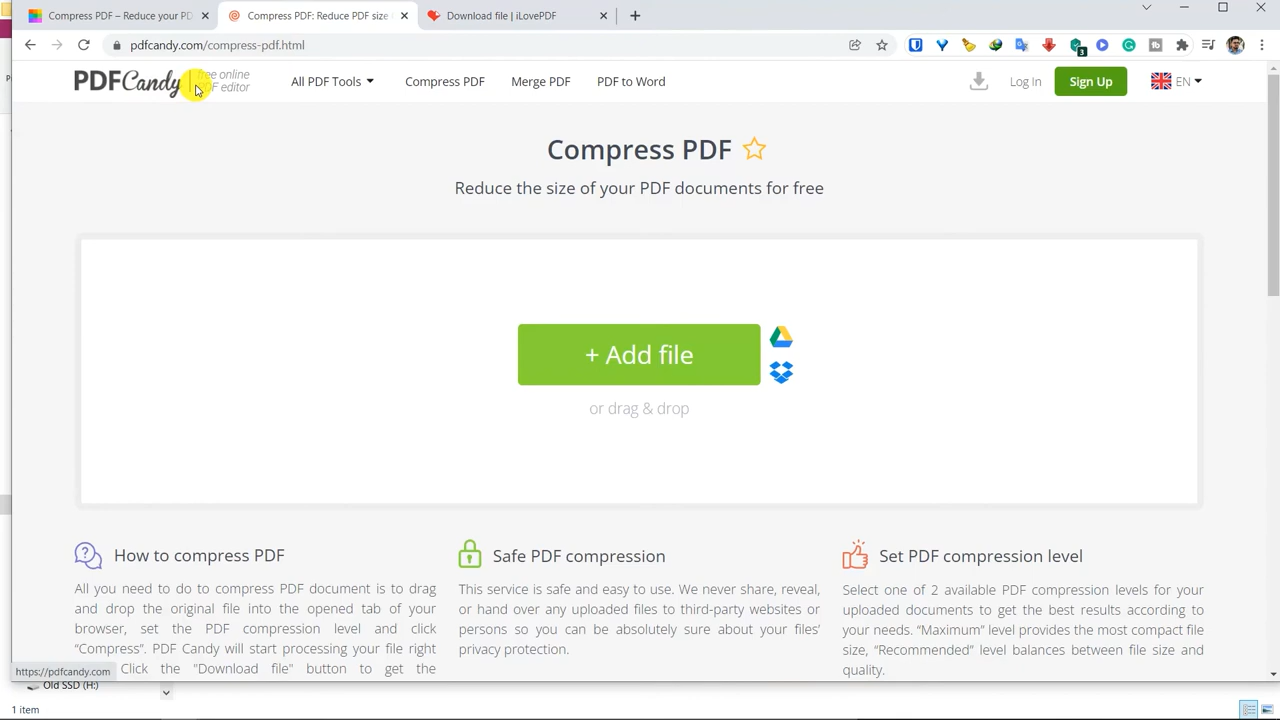 Compress PDF – Reduce your PD
Compress PDF: Reduce PDF size
Download file | iLovePDF
pdfcandy.com/compress-pdf.html
3
PDFCandy
free online
editor
All PDF Tools
Compress PDF
Merge PDF
PDF to Word
Log In
Sign Up
EN
Compress PDF
Reduce the size of your PDF documents for free
+ Add file
or drag & drop
How to compress PDF
All you need to do to compress PDF document is to drag
and drop the original file into the opened tab of your
browser, set the PDF compression level and click
"Compress". PDF Candy will start processing your file right
Click the "Download file" button to get the
Safe PDF compression
This service is safe and easy to use. We never share, reveal,
or hand over any uploaded files to third-party websites or
persons so you can be absolutely sure about your files'
privacy protection.
Set PDF compression level
Select one of 2 available PDF compression levels for your
uploaded documents to get the best results according to
your needs. “Maximum” level provides the most compact file
size, “Recommended” level balances between file size and
quality.
https://pdfcandy.com
Old SSD (H:)
1 item